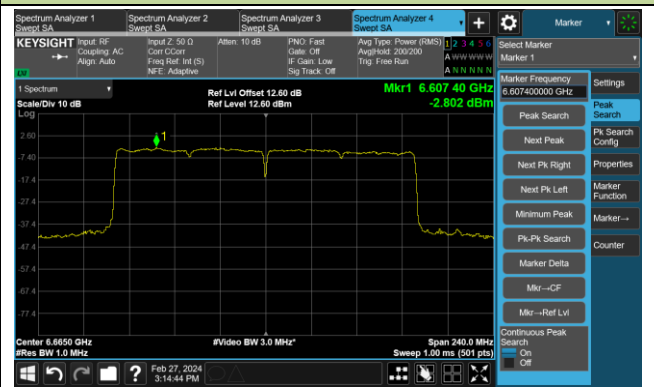 Spectrum Analyzer 1
Swept SA
Spectrum Analyzer 2
Swept SA
Spectrum Analyzer 3
Swept SA
Spectrum Analyzer 4
Swept SA
Marker
KEYSIGHT
Input: RF
Coupling: AC
Align: Auto
Input Z: 50 Ω
Corr CCorr
Freq Ref: Int (S)
NFE: Adaptive
Atten: 10 dB
PNO: Fast
Gate: Off
IF Gain: Low
Sig Track: Off
Avg Type: Power (RMS)
Avg|Hold: 200/200
Trig: Free Run
1 2 3 4 5 6
A W W W W W
A N N N N N
LXI
Select Marker
Marker 1
1 Spectrum
Scale/Div 10 dB
Log
Ref Lvl Offset 12.60 dB
Ref Level 12.60 dBm
Mkr1 6.607 40 GHz
-2.802 dBm
1
2.60
-7.40
-17.4
-27.4
-37.4
-47.4
-57.4
-67.4
-77.4
Center 6.6650 GHz
#Res BW 1.0 MHz
#Video BW 3.0 MHz*
Span 240.0 MHz
Sweep 1.00 ms (501 pts)
Marker Frequency
6.607400000 GHz
Peak Search
Next Peak
Next Pk Right
Next Pk Left
Minimum Peak
Pk-Pk Search
Marker Delta
Mkr→CF
Mkr→Ref Lvl
Continuous Peak
Search
On
Off
Settings
Peak
Search
Pk Search
Config
Properties
Marker
Function
Marker→
Counter
?
Feb 27, 2024
3:14:44 PM